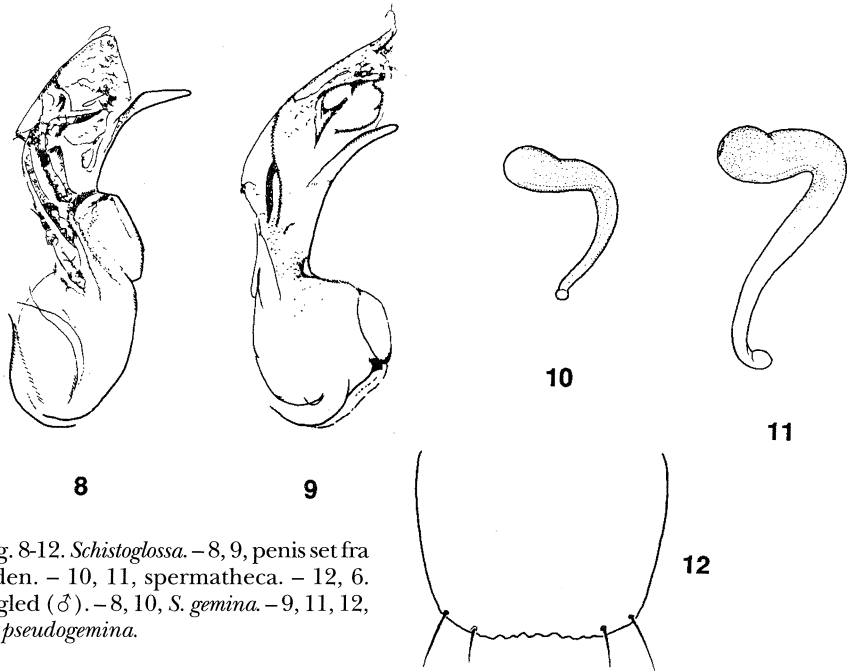 10
11
8
9
12
g. 8-12. Schistoglossa. – 8, 9, penis set fra
den. – 10, 11, spermatheca. – 12, 6.
gled (♂). – 8, 10, S. gemina. – 9, 11, 12,
pseudogemina.